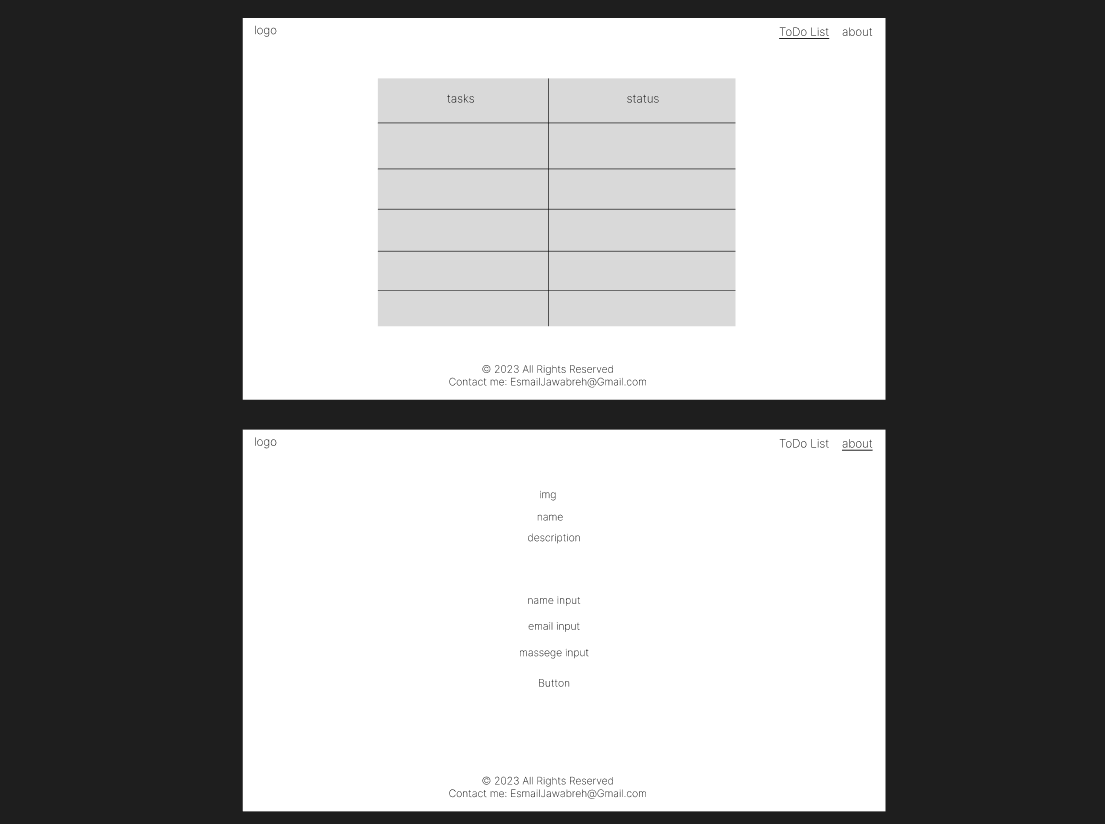 logo
ToDo List about
tasks status
© 2023 All Rights Reserved
Contact me: EsmailJawabreh@Gmail.com
logo
ToDo List about
img
name
description
name input
email input
massege input
Button
© 2023 All Rights Reserved
Contact me: EsmailJawabreh@Gmail.com